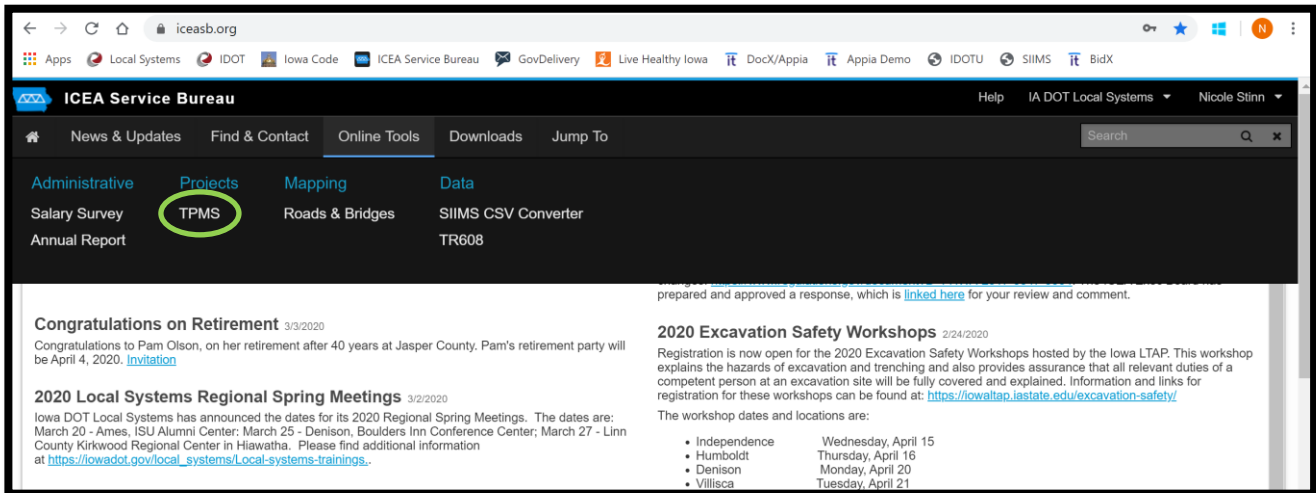 iceasb.org
N
Apps Local Systems IDOT Iowa Code ICEA Service Bureau GovDelivery Live Healthy Iowa DocX/Appia Appia Demo IDOTU SIIMS BidX
ICEA Service Bureau Help IA DOT Local Systems Nicole Stinn
News & Updates Find & Contact Online Tools Downloads Jump To Search
Administrative Projects Mapping Data
Salary Survey TPMS Roads & Bridges SIIMS CSV Converter
Annual Report TR608
prepared and approved a response, which is linked here for your review and comment.
Congratulations on Retirement 3/3/2020
Congratulations to Pam Olson, on her retirement after 40 years at Jasper County. Pam's retirement party will
be April 4, 2020. Invitation
2020 Local Systems Regional Spring Meetings 3/2/2020
Iowa DOT Local Systems has announced the dates for its 2020 Regional Spring Meetings. The dates are:
March 20 - Ames, ISU Alumni Center: March 25 - Denison, Boulders Inn Conference Center; March 27 - Linn
County Kirkwood Regional Center in Hiawatha. Please find additional information
at https://iowadot.gov/local_systems/Local-systems-trainings..
2020 Excavation Safety Workshops 2/24/2020
Registration is now open for the 2020 Excavation Safety Workshops hosted by the Iowa LTAP. This workshop
explains the hazards of excavation and trenching and also provides assurance that all relevant duties of a
competent person at an excavation site will be fully covered and explained. Information and links for
registration for these workshops can be found at: https://iowaltap.iastate.edu/excavation-safety/
The workshop dates and locations are:
• Independence Wednesday, April 15
• Humboldt Thursday, April 16
• Denison Monday, April 20
• Villisca Tuesday, April 21